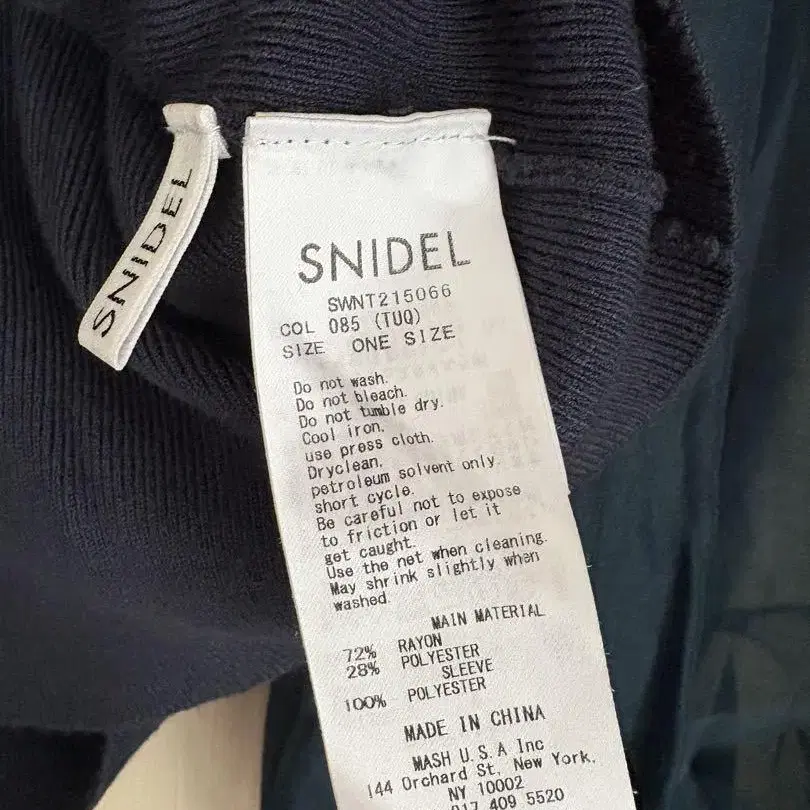 SNIDEL
SNIDEL
SWNT215066
COL 085 (TUQ)
SIZE ONE SIZE
Do not wash.
Do not bleach.
Do not tumble dry.
Cool iron.
use press cloth.
Dryclean.
petroleum solvent only.
short cycle.
Be careful not to expose
to friction or let it
get caught.
Use the net when cleaning.
May shrink slightly when
washed.
MAIN MATERIAL
72% RAYON
28% POLYESTER
SLEEVE
100% POLYESTER
MADE IN CHINA
MASH U.S.A Inc
144 Orchard St, New York,
NY 10002
917 409 5520